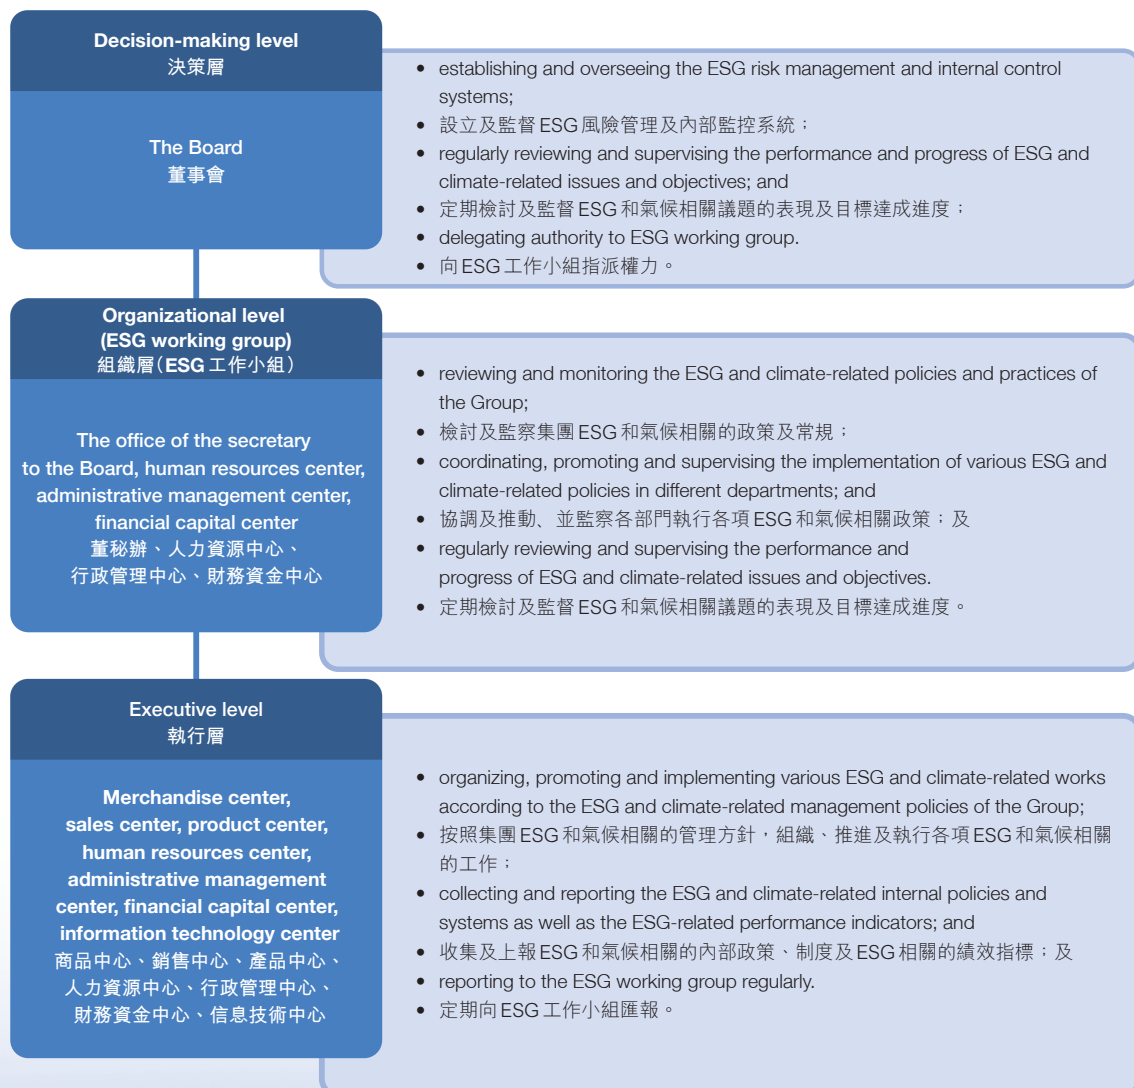 Decision-making level
決策層
The Board
董事會
• establishing and overseeing the ESG risk management and internal control
systems;
• 設立及監督ESG風險管理及內部監控系統；
• regularly reviewing and supervising the performance and progress of ESG and
climate-related issues and objectives; and
• 定期檢討及監督ESG和氣候相關議題的表現及目標達成進度；
• delegating authority to ESG working group.
• 向ESG工作小組指派權力。
Organizational level
(ESG working group)
組織層（ESG工作小組）
The office of the secretary
to the Board, human resources center,
administrative management center,
financial capital center
董秘辦、人力資源中心、
行政管理中心、財務資金中心
• reviewing and monitoring the ESG and climate-related policies and practices of
the Group;
• 檢討及監察集團ESG和氣候相關的政策及常規；
• coordinating, promoting and supervising the implementation of various ESG and
climate-related policies in different departments; and
• 協調及推動、並監察各部門執行各項ESG和氣候相關政策；及
• regularly reviewing and supervising the performance and
progress of ESG and climate-related issues and objectives.
• 定期檢討及監督ESG和氣候相關議題的表現及目標達成進度。
Executive level
執行層
Merchandise center,
sales center, product center,
human resources center,
administrative management
center, financial capital center,
information technology center
商品中心、銷售中心、產品中心、
人力資源中心、行政管理中心、
財務資金中心、信息技術中心
• organizing, promoting and implementing various ESG and climate-related works
according to the ESG and climate-related management policies of the Group;
• 按照集團ESG和氣候相關的管理方針，組織、推進及執行各項ESG和氣候相關
的工作；
• collecting and reporting the ESG and climate-related internal policies and
systems as well as the ESG-related performance indicators; and
• 收集及上報ESG和氣候相關的內部政策、制度及ESG相關的績效指標；及
• reporting to the ESG working group regularly.
• 定期向ESG工作小組匯報。